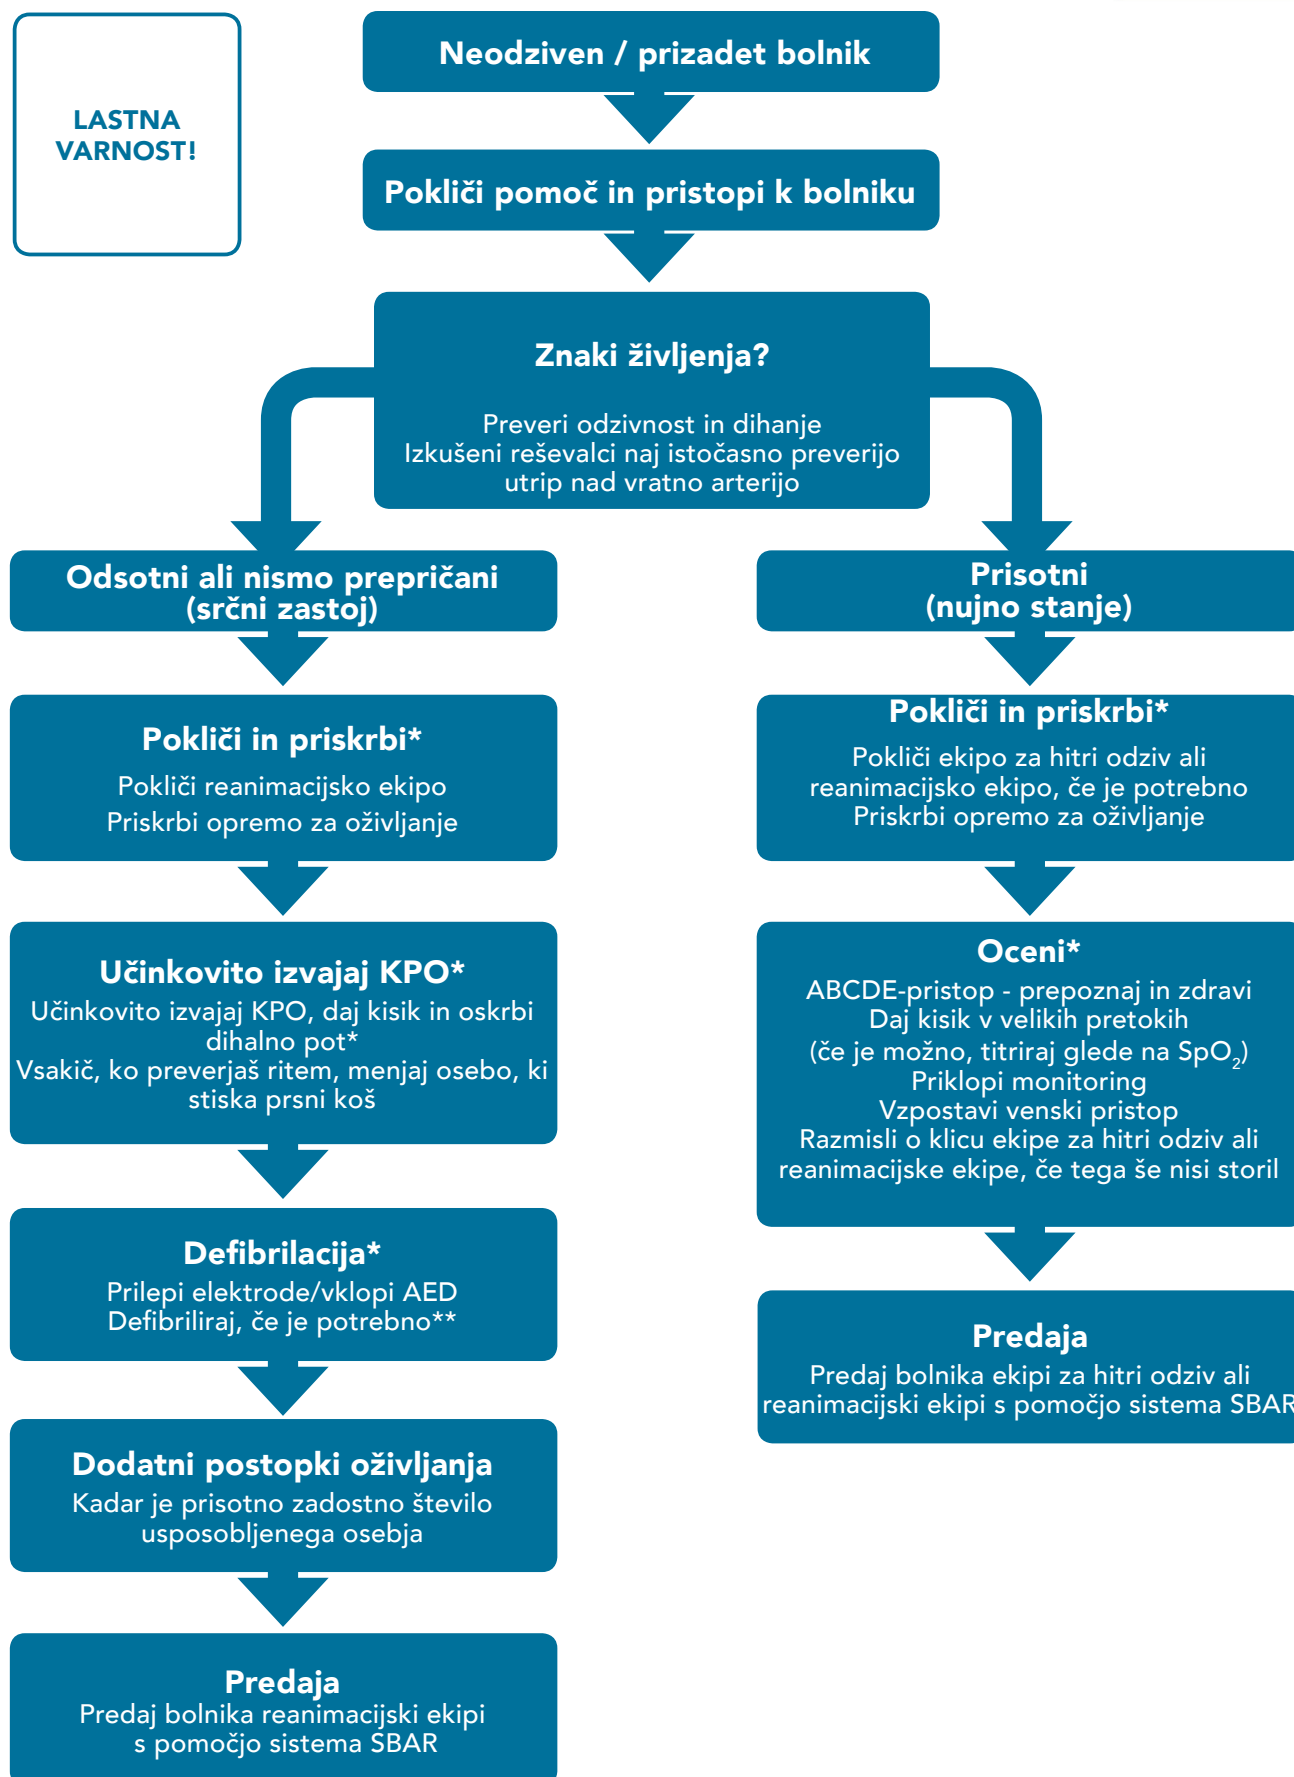 LASTNA
VARNOST!
Neodziven / prizadet bolnik
Pokliči pomoč in pristopi k bolniku
Znaki življenja?
Preveri odzivnost in dihanje
Izkušeni reševalci naj istočasno preverijo
utrip nad vratno arterijo
Odsotni ali nismo prepričani
(srčni zastoj)
Pokliči in priskrbi*
Pokliči reanimacijsko ekipo
Priskrbi opremo za oživljanje
Učinkovito izvajaj KPO*
Učinkovito izvajaj KPO, daj kisik in oskrbi
dihalno pot*
Vsakič, ko preverjaš ritem, menjaj osebo, ki
stiska prsni koš
Defibrilacija*
Prilepi elektrode/vklopi AED
Defibriliraj, če je potrebno**
Dodatni postopki oživljanja
Kadar je prisotno zadostno število
usposobljenega osebja
Predaja
Predaj bolnika reanimacijski ekipi
s pomočjo sistema SBAR
Prisotni
(nujno stanje)
Pokliči in priskrbi*
Pokliči ekipo za hitri odziv ali
reanimacijsko ekipo, če je potrebno
Priskrbi opremo za oživljanje
Oceni*
ABCDE-pristop - prepoznaj in zdravi
Daj kisik v velikih pretokih
(če je možno, titriraj glede na SpO₂)
Priklopi monitoring
Vzpostavi venski pristop
Razmisli o klicu ekipe za hitri odziv ali
reanimacijske ekipe, če tega še nisi storil
Predaja
Predaj bolnika ekipi za hitri odziv ali
reanimacijski ekipi s pomočjo sistema SBAR